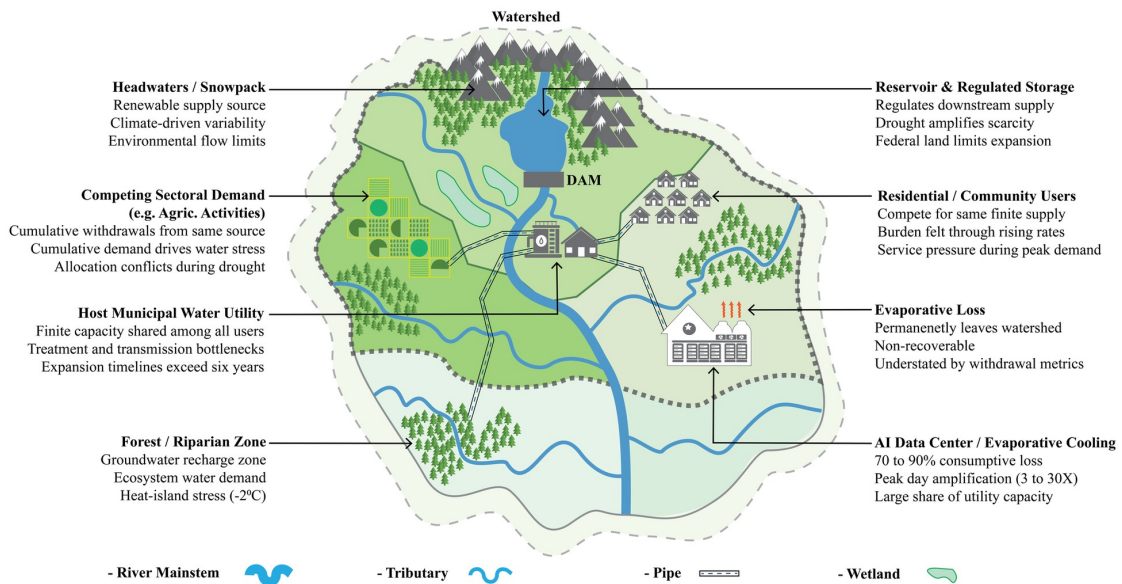 Watershed
Headwaters / Snowpack
Renewable supply source
Climate-driven variability
Environmental flow limits
Reservoir & Regulated Storage
Regulates downstream supply
Drought amplifies scarcity
Federal land limits expansion
DAM
Competing Sectoral Demand
(e.g. Agric. Activities)
Cumulative withdrawals from same source
Cumulative demand drives water stress
Allocation conflicts during drought
Residential / Community Users
Compete for same finite supply
Burden felt through rising rates
Service pressure during peak demand
Host Municipal Water Utility
Finite capacity shared among all users
Treatment and transmission bottlenecks
Expansion timelines exceed six years
Evaporative Loss
Permanenetly leaves watershed
Non-recoverable
Understated by withdrawal metrics
Forest / Riparian Zone
Groundwater recharge zone
Ecosystem water demand
Heat-island stress (-2ºC)
AI Data Center / Evaporative Cooling
70 to 90% consumptive loss
Peak day amplification (3 to 30X)
Large share of utility capacity
- River Mainstem
- Tributary
- Pipe
- Wetland